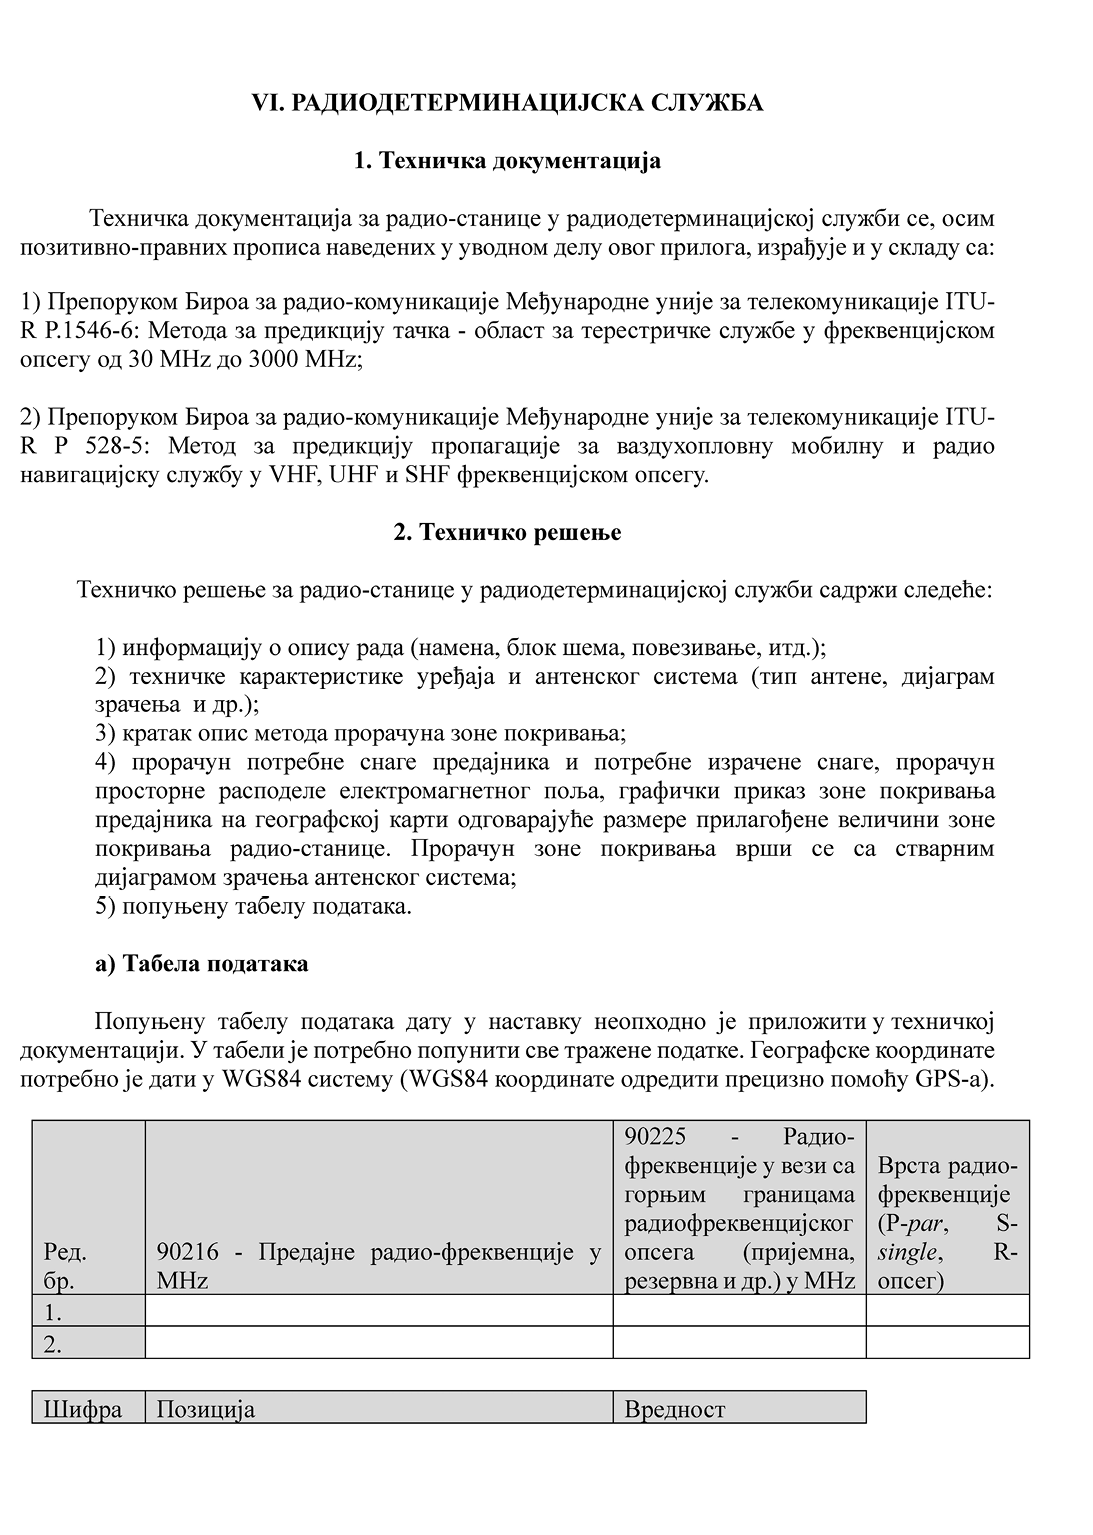 VI. РАДИОДЕТЕРМИНАЦИЈСКА СЛУЖБА
1. Техничка документација
Техничка документација за радио-станице у радиодетерминацијској служби се, осим
позитивно-правних прописа наведених у уводном делу овог прилога, израђује и у складу са:
1) Препоруком Бироа за радио-комуникације Међународне уније за телекомуникације ITU-
R P.1546-6: Метода за предикцију тачка - област за терестричке службе у фреквенцијском
опсегу од 30 MHz до 3000 MHz;
2) Препоруком Бироа за радио-комуникације Међународне уније за телекомуникације ITU-
R P 528-5: Метод за предикцију пропагације за ваздухопловну мобилну и радио
навигацијску службу у VHF, UHF и SHF фреквенцијском опсегу.
2. Техничко решење
Техничко решење за радио-станице у радиодетерминацијској служби садржи следеће:
1) информацију о опису рада (намена, блок шема, повезивање, итд.);
2) техничке карактеристике уређаја и антенског система (тип антене, дијаграм
зрачења и др.);
3) кратак опис метода прорачуна зоне покривања;
4) прорачун потребне снаге предајника и потребне израчене снаге, прорачун
просторне расподеле електромагнетног поља, графички приказ зоне покривања
предајника на географској карти одговарајуће размере прилагођене величини зоне
покривања радио-станице. Прорачун зоне покривања врши се са стварним
дијаграмом зрачења антенског система;
5) попуњену табелу података.
а) Табела података
Попуњену табелу података дату у наставку неопходно је приложити у техничкој
документацији. У табели је потребно попунити све тражене податке. Географске координате
потребно је дати у WGS84 систему (WGS84 координате одредити прецизно помоћу GPS-а).
Ред.
бр.
90216 - Предајне радио-фреквенције у
MHz
90225 - Радио-
фреквенције у вези са
горњим границама
радиофреквенцијског
опсега (пријемна,
резервна и др.) у MHz
Врста радио-
фреквенције
(P-par, S-
single, R-
опсег)
1.
2.
Шифра Позиција Вредност